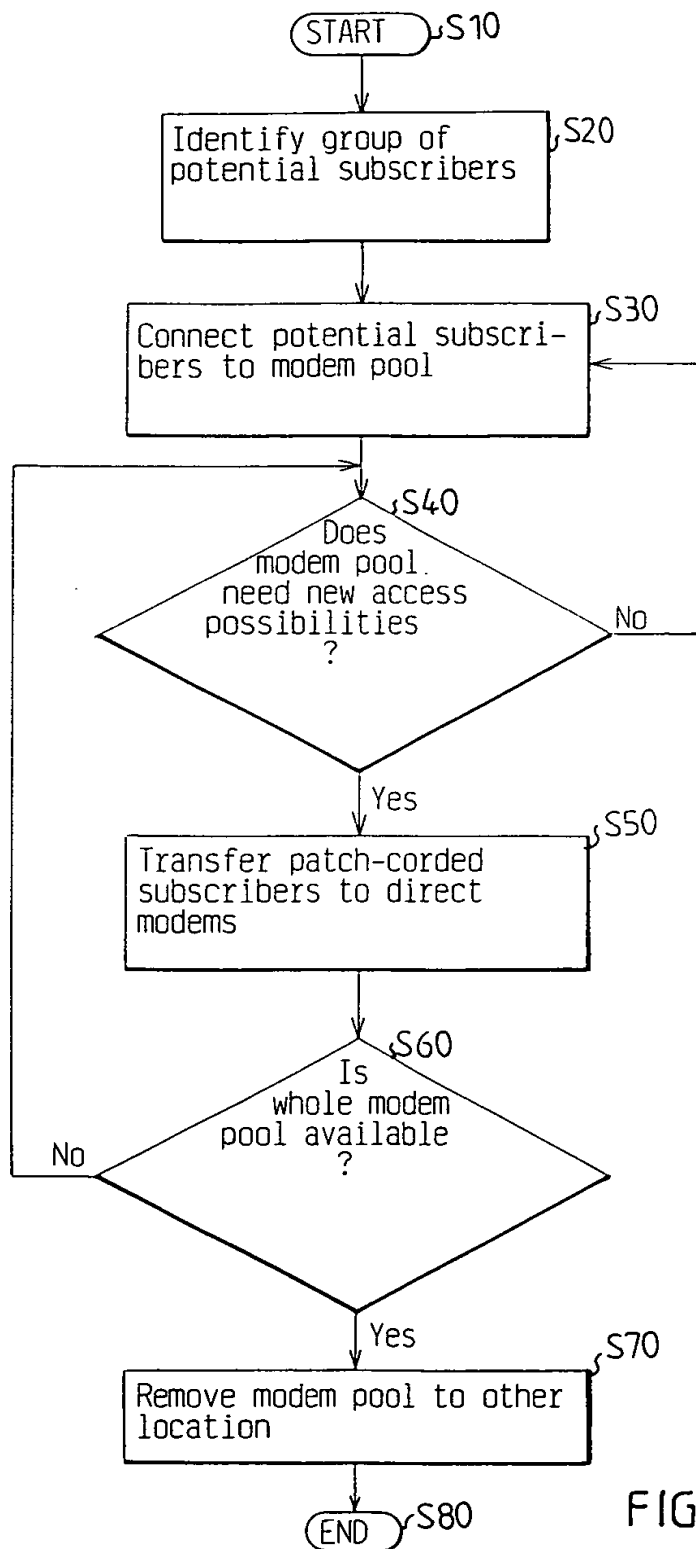 START
S10
Identify group of
potential subscribers
S20
Connect potential subscri-
bers to modem pool
S30
S40
Does
modem pool
need new access
possibilities
?
No
Yes
S50
Transfer patch-corded
subscribers to direct
modems
S60
Is
whole modem
pool available
?
No
Yes
S70
Remove modem pool to other
location
END
S80
FIG